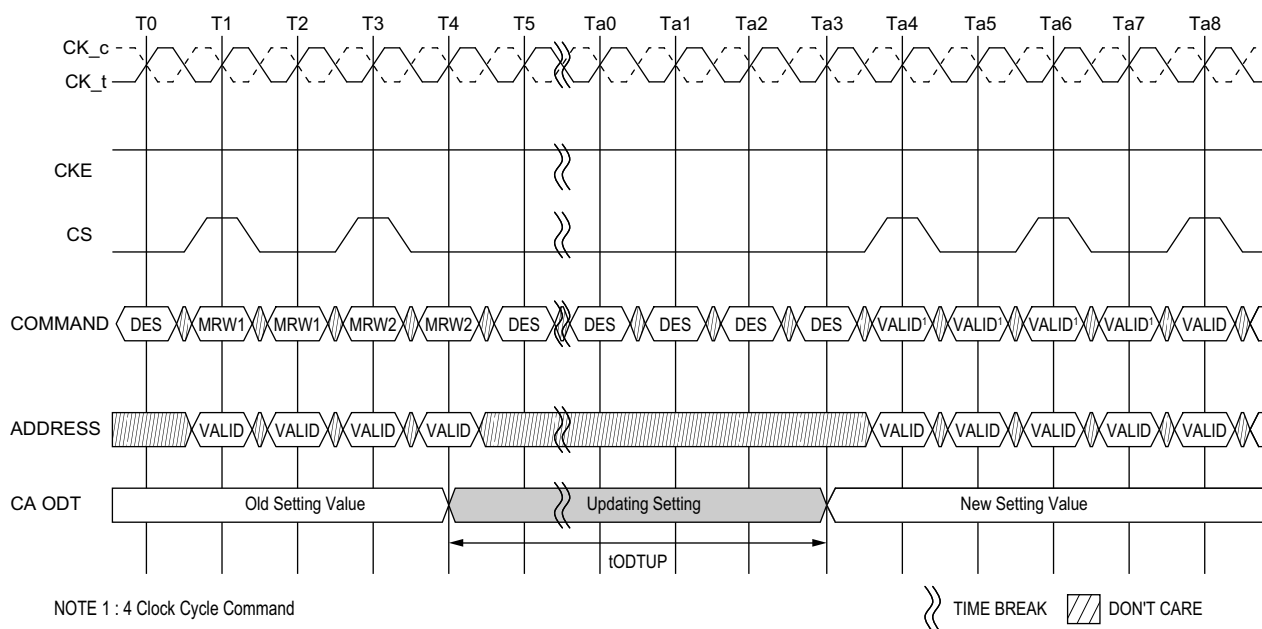 T0 T1 T2 T3 T4 T5 Ta0 Ta1 Ta2 Ta3 Ta4 Ta5 Ta6 Ta7 Ta8
CK_c
CK_t
CKE
CS
COMMAND DES MRW1 MRW1 MRW2 MRW2 DES DES DES DES DES VALID¹ VALID¹ VALID¹ VALID¹ VALID
ADDRESS VALID VALID VALID VALID VALID VALID VALID VALID VALID
CA ODT Old Setting Value Updating Setting New Setting Value
tODTUP
NOTE 1 : 4 Clock Cycle Command TIME BREAK DON'T CARE